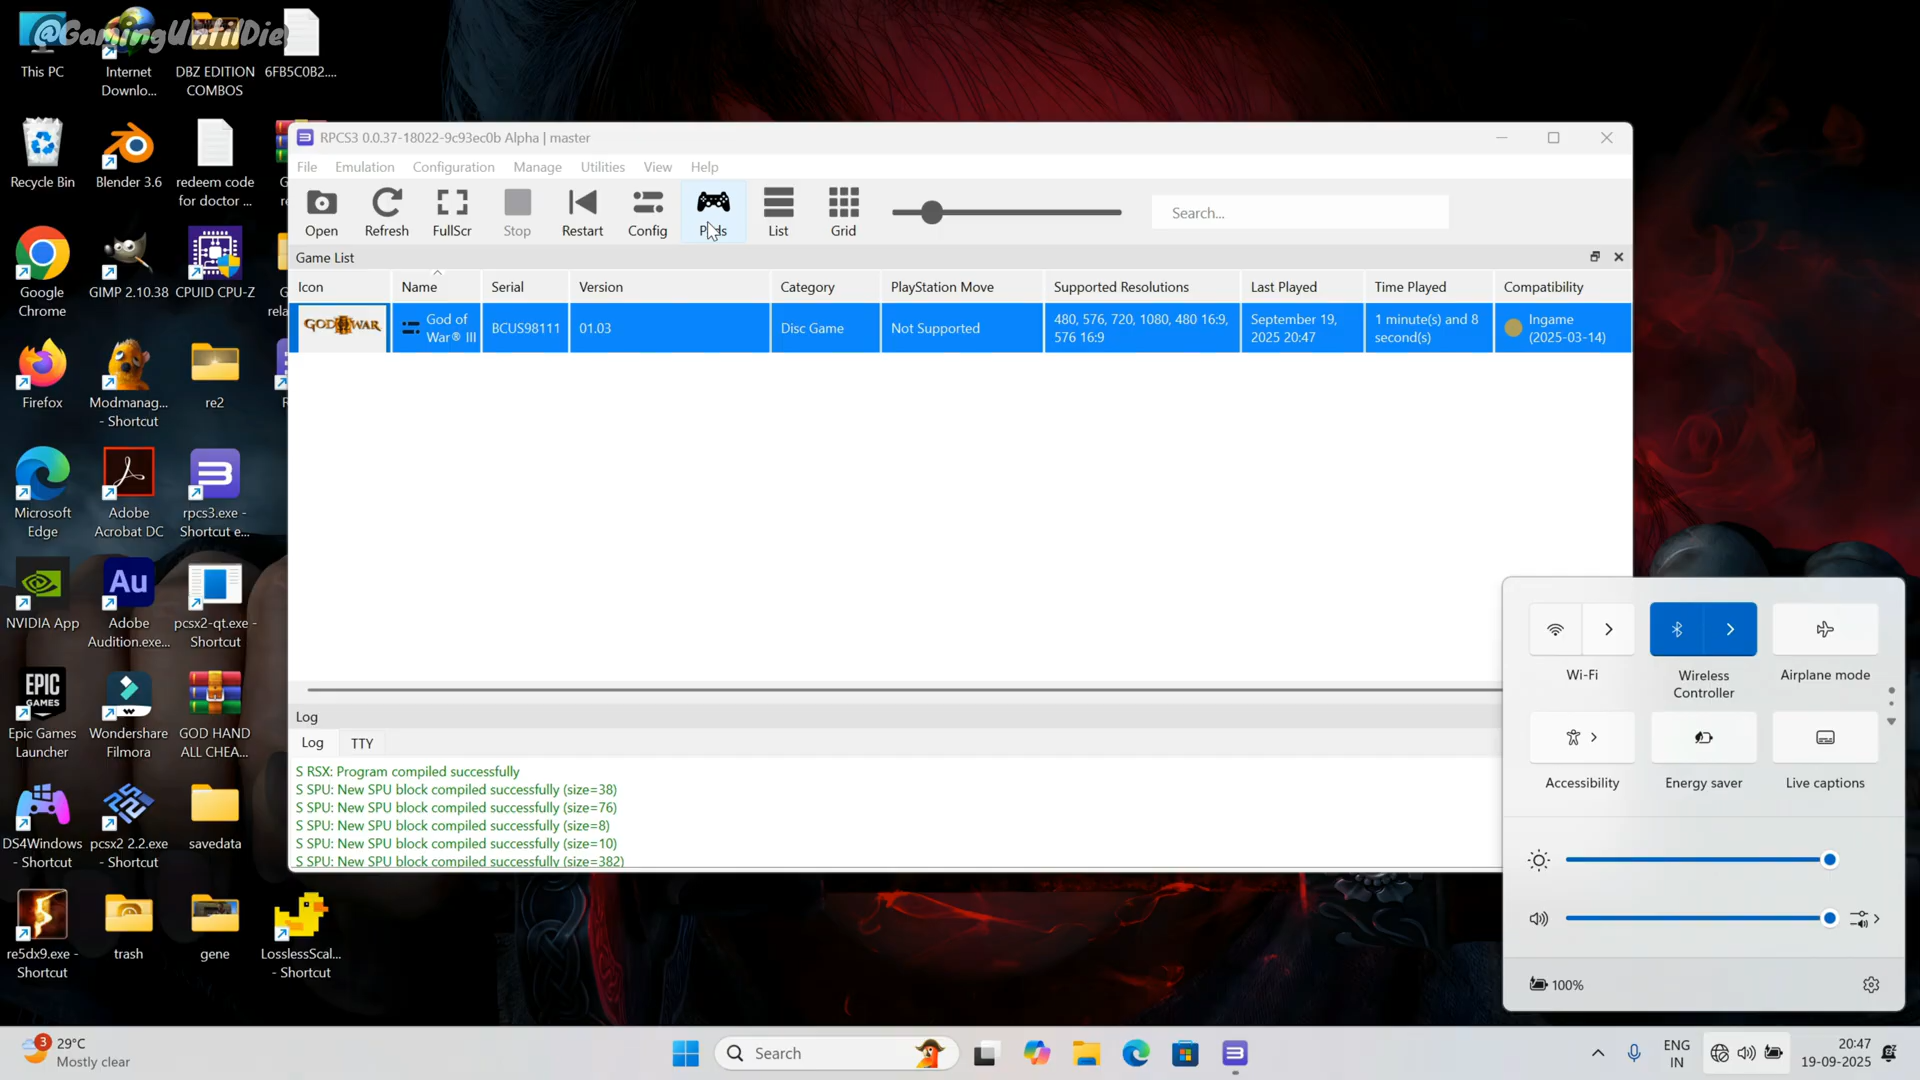 @GamingUntilDie
This PC
Internet
Downlo...
DBZ EDITION
COMBOS
6FB5C0B2....
Recycle Bin
Blender 3.6
redeem code
for doctor ...
Google
Chrome
GIMP 2.10.38
CPUID CPU-Z
Firefox
Modmanag...
- Shortcut
re2
Microsoft
Edge
Adobe
Acrobat DC
rpcs3.exe -
Shortcut e...
NVIDIA App
Au
Adobe
Audition.exe...
pcsx2-qt.exe -
Shortcut
EPIC
GAMES
Epic Games
Launcher
Wondershare
Filmora
GOD HAND
ALL CHEA...
DS4Windows
- Shortcut
pcsx2 2.2.exe
- Shortcut
savedata
re5dx9.exe -
Shortcut
trash
gene
LosslessScal...
- Shortcut
RPCS3 0.0.37-18022-9c93ec0b Alpha | master
File Emulation Configuration Manage Utilities View Help
Open Refresh FullScr Stop Restart Config Pads List Grid
Search...
Game List
Icon Name Serial Version Category PlayStation Move Supported Resolutions Last Played Time Played Compatibility
GOD WAR
God of
War® III
BCUS98111
01.03
Disc Game
Not Supported
480, 576, 720, 1080, 480 16:9,
576 16:9
September 19,
2025 20:47
1 minute(s) and 8
second(s)
Ingame
(2025-03-14)
Log
Log TTY
S RSX: Program compiled successfully
S SPU: New SPU block compiled successfully (size=38)
S SPU: New SPU block compiled successfully (size=76)
S SPU: New SPU block compiled successfully (size=8)
S SPU: New SPU block compiled successfully (size=10)
S SPU: New SPU block compiled successfully (size=382)
Wi-Fi
Wireless
Controller
Airplane mode
Accessibility
Energy saver
Live captions
100%
3
29°C
Mostly clear
Search
ENG
IN
20:47
19-09-2025